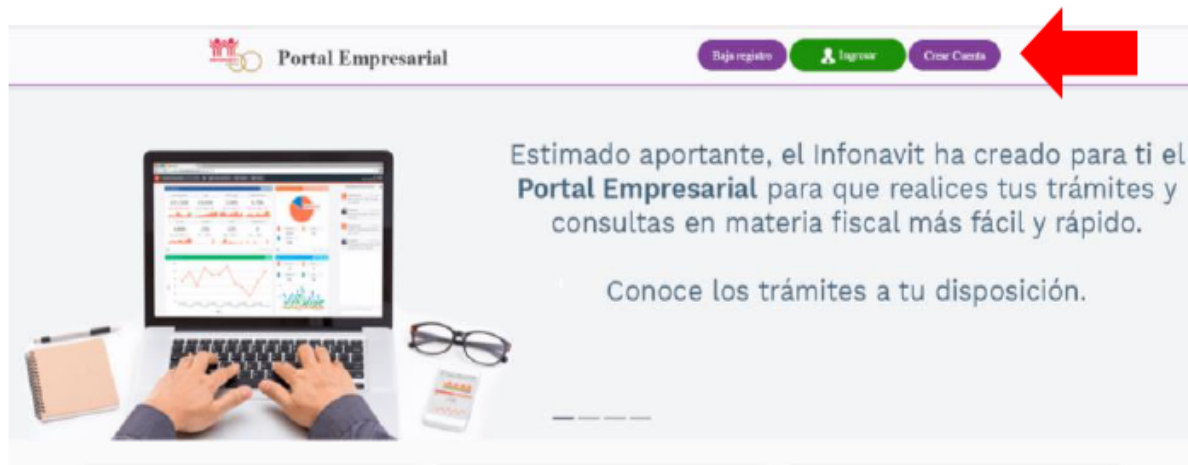 Portal Empresarial
Baja registro
Ingresar
Crear Cuenta
Estimado aportante, el Infonavit ha creado para ti el
Portal Empresarial para que realices tus trámites y
consultas en materia fiscal más fácil y rápido.
Conoce los trámites a tu disposición.